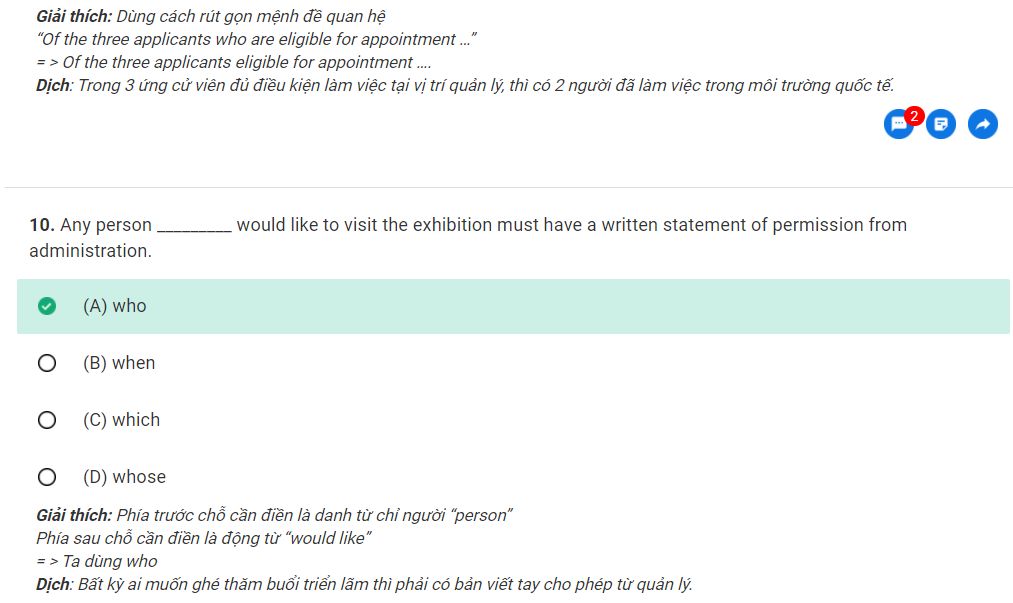 Giải thích: Dùng cách rút gọn mệnh đề quan hệ
“Of the three applicants who are eligible for appointment ...”
= > Of the three applicants eligible for appointment ....
Dịch: Trong 3 ứng cử viên đủ điều kiện làm việc tại vị trí quản lý, thì có 2 người đã làm việc trong môi trường quốc tế.
2
10. Any person _________ would like to visit the exhibition must have a written statement of permission from
administration.
(A) who
(B) when
(C) which
(D) whose
Giải thích: Phía trước chỗ cần điền là danh từ chỉ người “person”
Phía sau chỗ cần điền là động từ “would like”
= > Ta dùng who
Dịch: Bất kỳ ai muốn ghé thăm buổi triển lãm thì phải có bản viết tay cho phép từ quản lý.